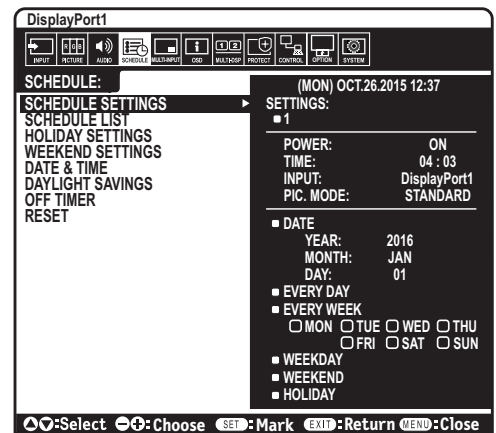 DisplayPort1
INPUT PICTURE AUDIO SCHEDULE MULTI-INPUT OSD MULTI-DSP PROTECT CONTROL OPTION SYSTEM
SCHEDULE:
SCHEDULE SETTINGS
SCHEDULE LIST
HOLIDAY SETTINGS
WEEKEND SETTINGS
DATE & TIME
DAYLIGHT SAVINGS
OFF TIMER
RESET
(MON) OCT.26.2015 12:37
SETTINGS:
1
POWER: ON
TIME: 04 : 03
INPUT: DisplayPort1
PIC. MODE: STANDARD
DATE
YEAR: 2016
MONTH: JAN
DAY: 01
EVERY DAY
EVERY WEEK
MON TUE WED THU
FRI SAT SUN
WEEKDAY
WEEKEND
HOLIDAY
:Select :Choose SET:Mark EXIT:Return MENU:Close